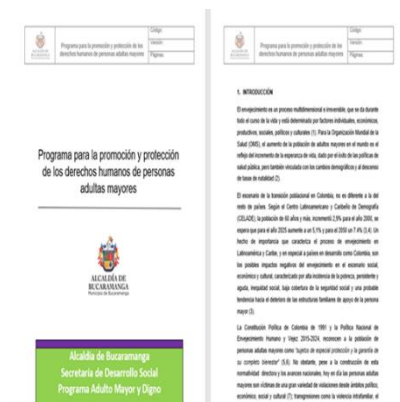 Código:
Programa para la promoción y protección de los
derechos humanos de personas adultas mayores
Versión:
Páginas:
Programa para la promoción y protección
de los derechos humanos de personas
adultas mayores
ALCALDÍA DE
BUCARAMANGA
Municipio de Bucaramanga
Alcaldía de Bucaramanga
Secretaría de Desarrollo Social
Programa Adulto Mayor y Digno
Código:
Programa para la promoción y protección de los
derechos humanos de personas adultas mayores
Versión:
Páginas:
1. INTRODUCCIÓN
El envejecimiento es un proceso multidimensional e irreversible, que se da durante
todo el curso de la vida y está determinada por factores individuales, económicos,
productivos, sociales, políticos y culturales (1). Para la Organización Mundial de la
Salud (OMS), el aumento de la población de adultos mayores en el mundo es el
reflejo del incremento de la esperanza de vida, dado por el éxito de las políticas de
salud pública, pero también vinculada con los cambios demográficos y al descenso
de tasas de natalidad (2).
El escenario de la transición poblacional en Colombia, no es diferente a la del
resto de países. Según el Centro Latinoamericano y Caribeño de Demografía
(CELADE), la población de 60 años y más, incrementó 2,9% para el año 2000, se
espera que para el año 2025 aumente a un 5,1% y para el 2050 un 7.4% (3,4). Un
hecho de importancia que caracteriza el proceso de envejecimiento en
Latinoamérica y Caribe, y en especial a países en desarrollo como Colombia, son
los posibles impactos negativos del envejecimiento en el escenario social,
económico y cultural, caracterizado por alta incidencia de la pobreza, persistente y
aguda, inequidad social, baja cobertura de la seguridad social y una probable
tendencia hacia el deterioro de las estructuras familiares de apoyo de la persona
mayor (3).
La Constitución Política de Colombia de 1991 y la Política Nacional de
Envejecimiento Humano y Vejez 2015-2024, reconocen a la población de
personas adultas mayores como "sujetos de especial protección y la garantía de
su completo bienestar" (5,6). No obstante, pese a la construcción de esta
normatividad directora y los avances nacionales, hoy en día las personas adultas
mayores son víctimas de una gran variedad de violaciones desde ámbitos político,
económico, social y cultural (7); transgresiones como la violencia intrafamiliar, el